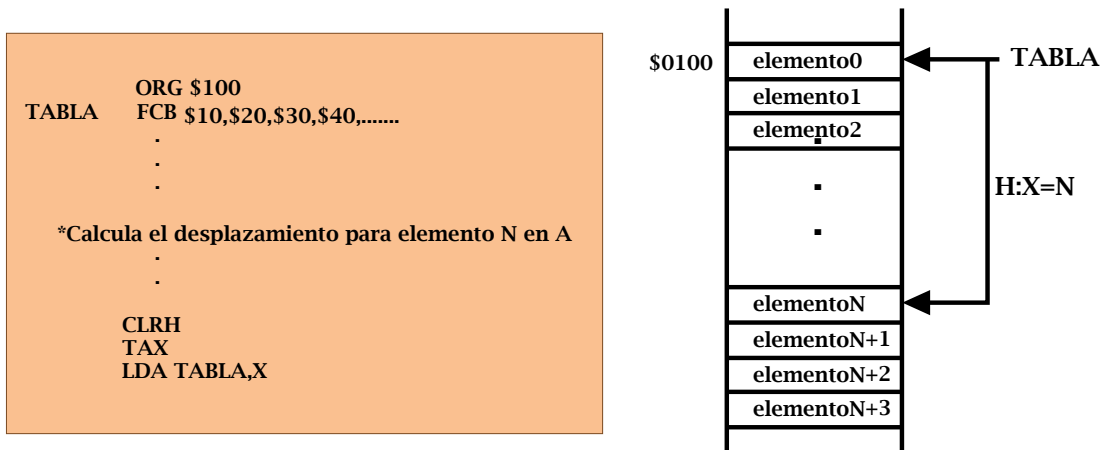 ORG $100
TABLA FCB $10,$20,$30,$40,.......
.
.
.
*Calcula el desplazamiento para elemento N en A
.
.
CLRH
TAX
LDA TABLA,X
$0100 elemento0 TABLA
elemento1
elemento2
.
.
.
H:X=N
elementoN
elementoN+1
elementoN+2
elementoN+3